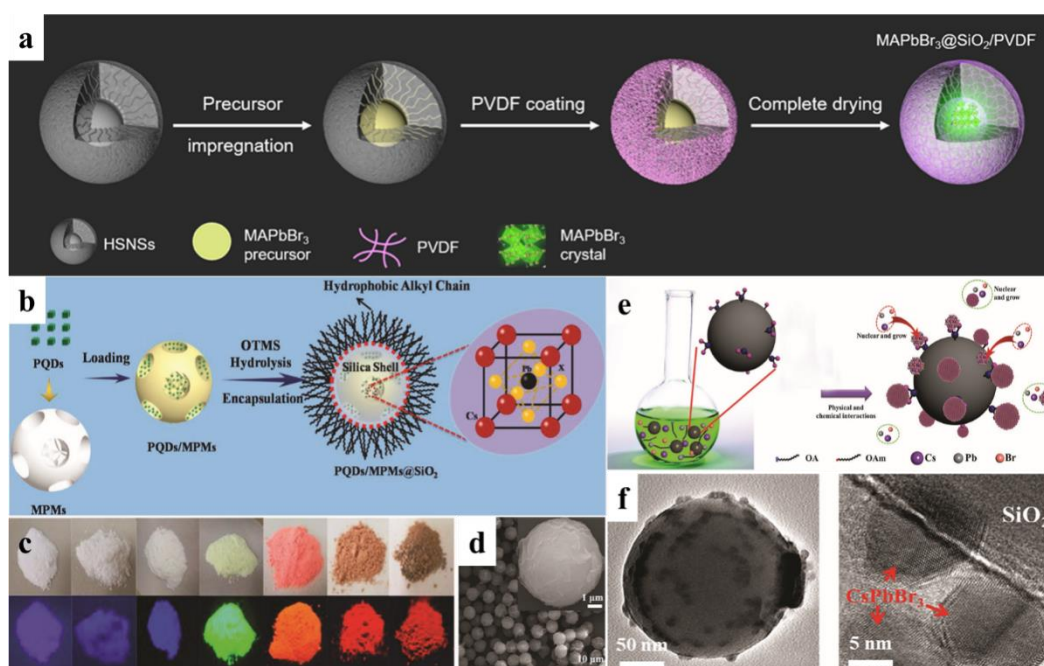 a
MAPbBr₃@SiO₂/PVDF
Precursor
impregnation
PVDF coating
Complete drying
HSNSs
MAPbBr₃
precursor
PVDF
MAPbBr₃
crystal
b
Hydrophobic Alkyl Chain
PQDs
Loading
OTMS
Hydrolysis
Encapsulation
Silica Shell
Pb
X
Cs
PQDs/MPMs
PQDs/MPMs@SiO₂
MPMs
c
d
1 μm
10 μm
e
Nuclear
and grow
Nuclear and grow
Physical and
chemical interactions
OA
OAm
Cs
Pb
Br
f
50 nm
SiO₂
CsPbBr₃
5 nm